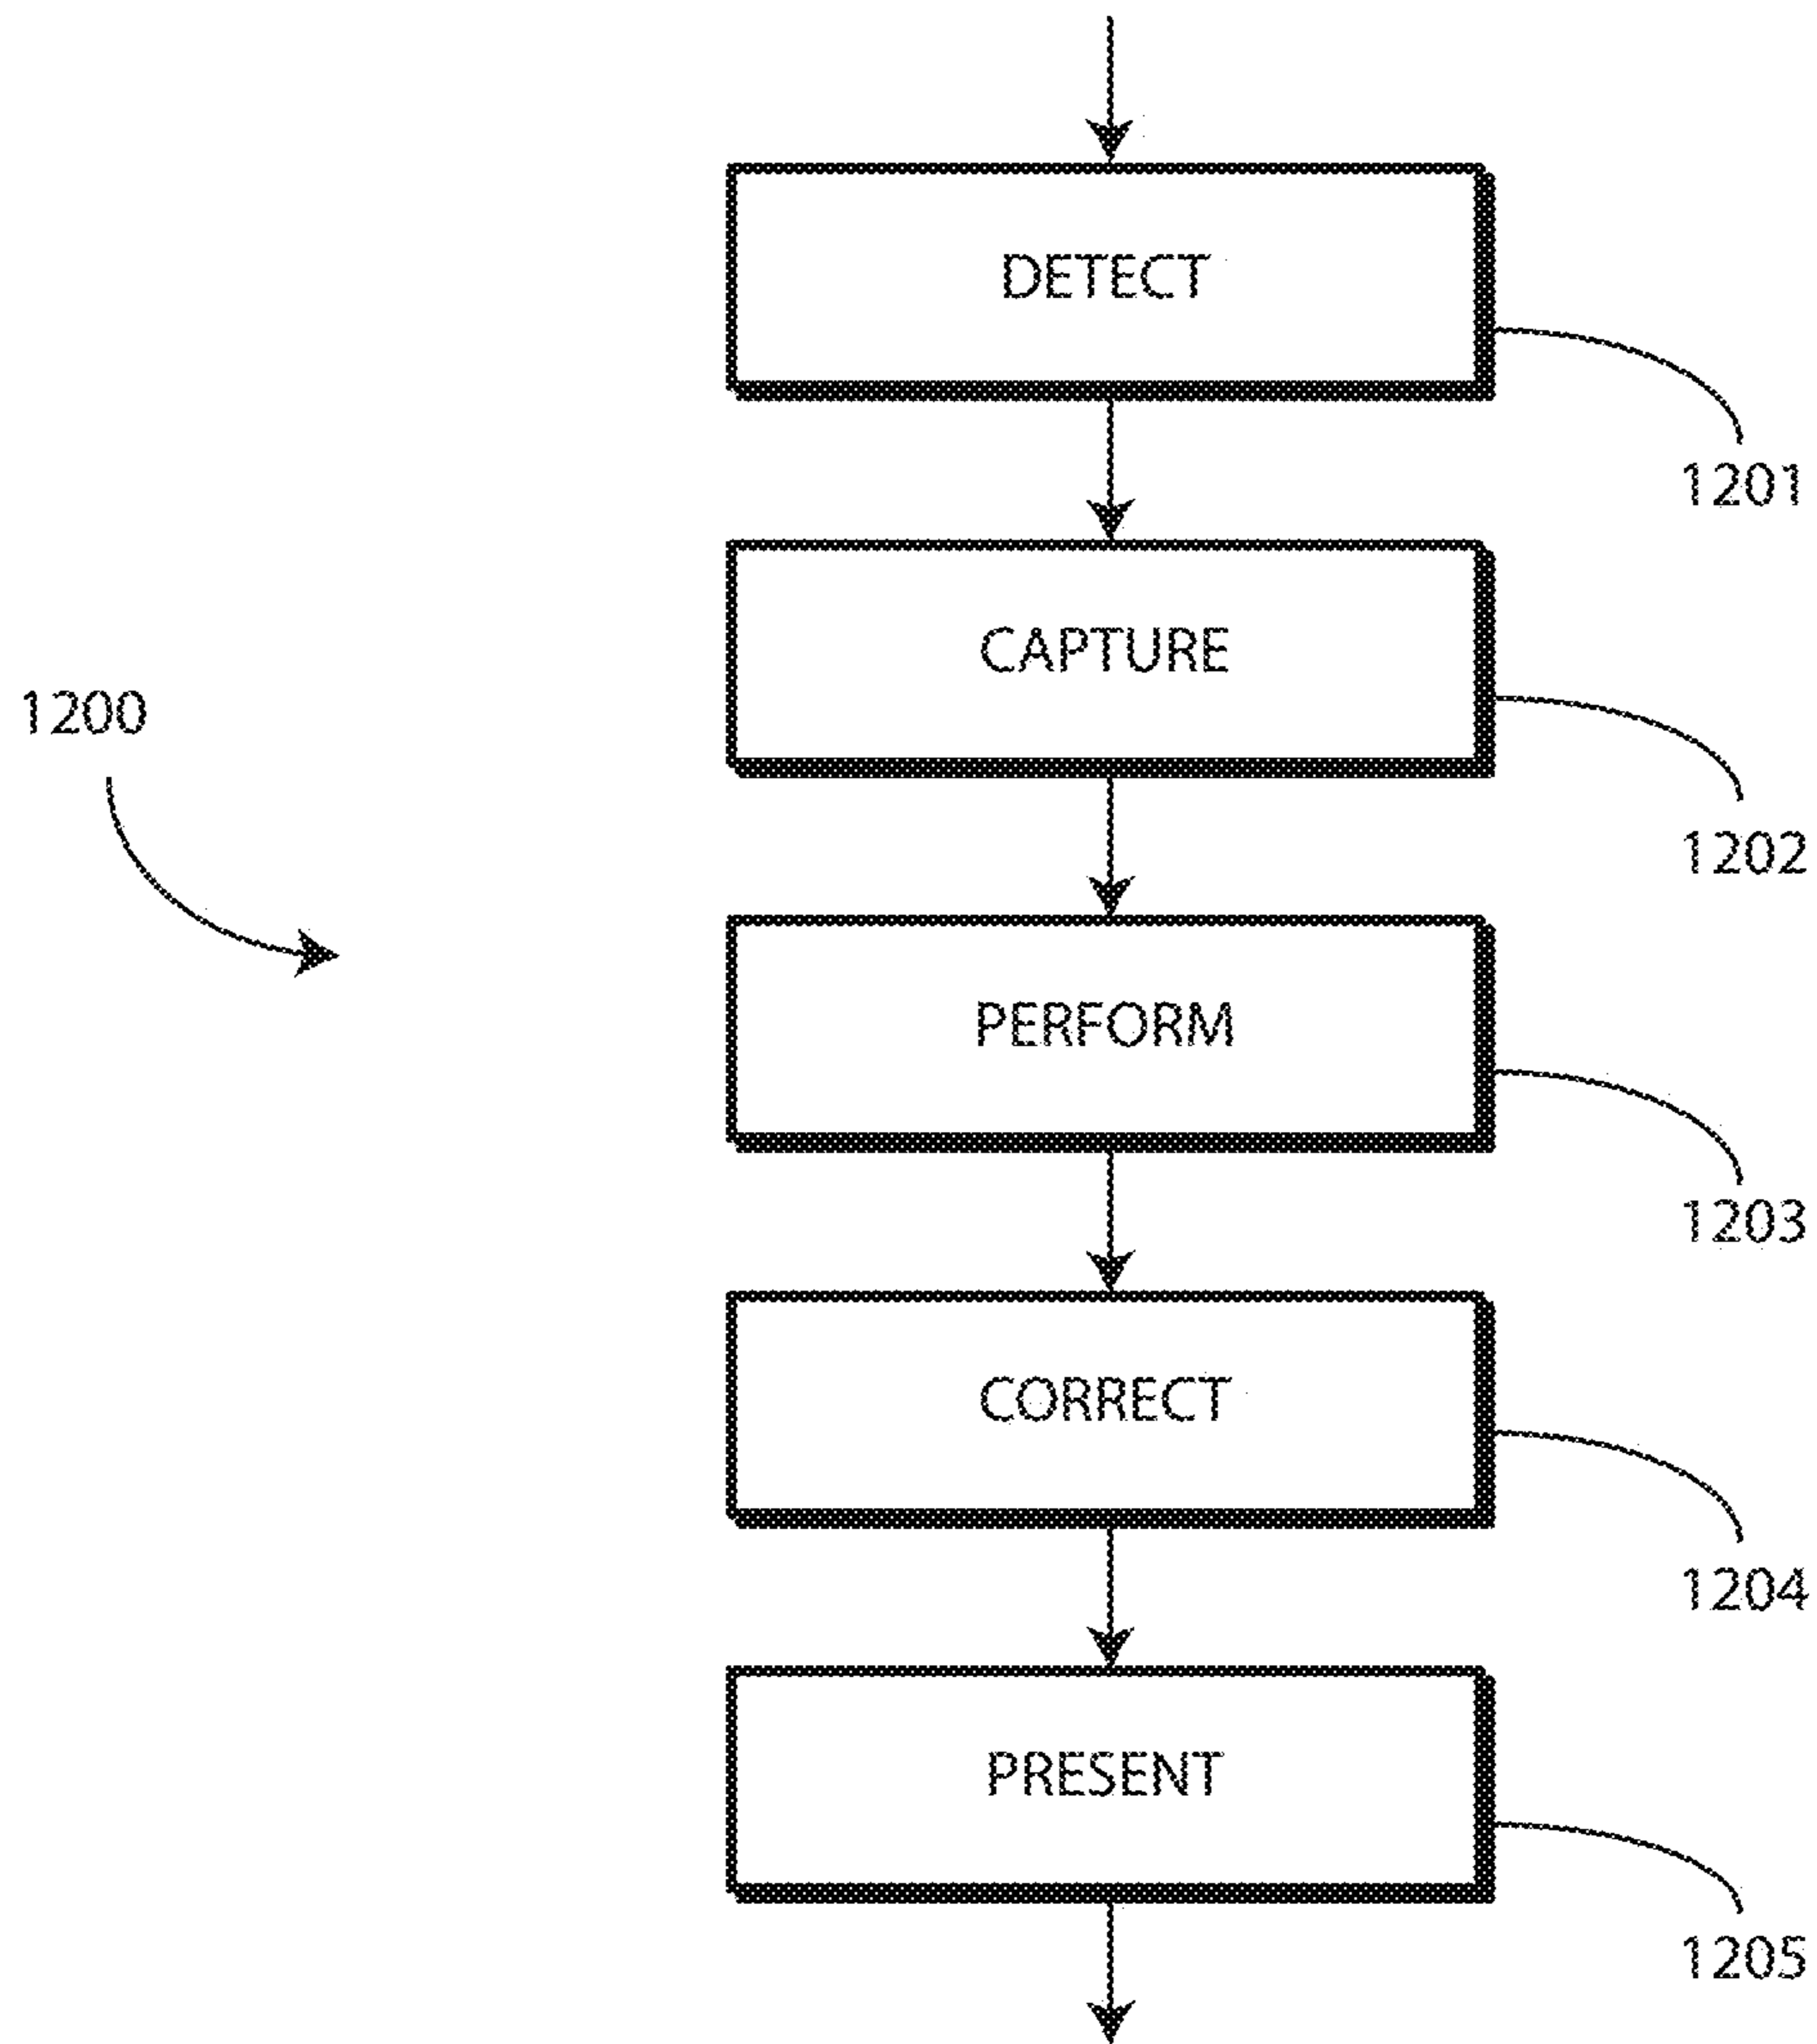 DETECT
1201
CAPTURE
1200
1202
PERFORM
1203
CORRECT
1204
PRESENT
1205